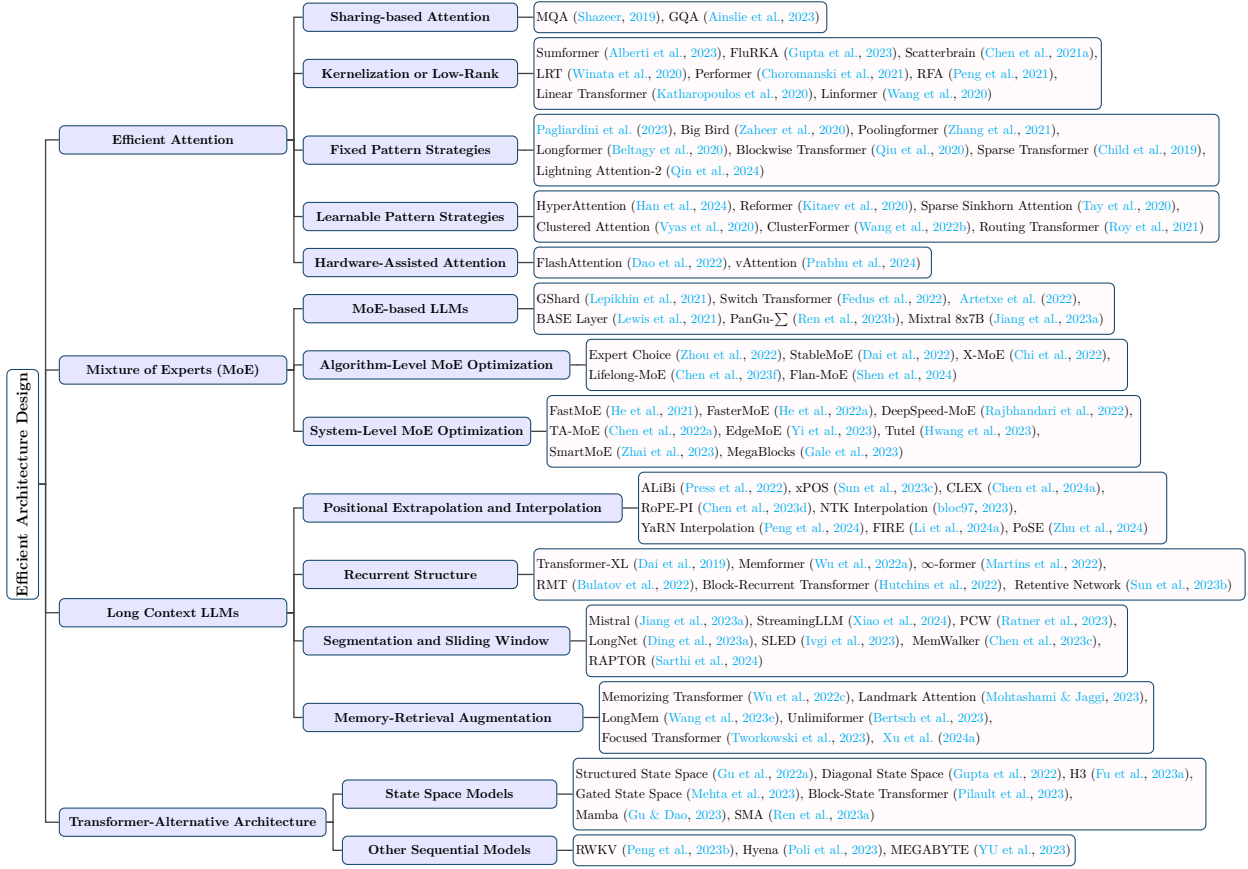 Efficient Architecture Design
Efficient Attention
Sharing-based Attention
MQA (Shazeer, 2019), GQA (Ainslie et al., 2023)
Kernelization or Low-Rank
Sumformer (Alberti et al., 2023), FluRKA (Gupta et al., 2023), Scatterbrain (Chen et al., 2021a),
LRT (Winata et al., 2020), Performer (Choromanski et al., 2021), RFA (Peng et al., 2021),
Linear Transformer (Katharopoulos et al., 2020), Linformer (Wang et al., 2020)
Fixed Pattern Strategies
Pagliardini et al. (2023), Big Bird (Zaheer et al., 2020), Poolingformer (Zhang et al., 2021),
Longformer (Beltagy et al., 2020), Blockwise Transformer (Qiu et al., 2020), Sparse Transformer (Child et al., 2019),
Lightning Attention-2 (Qin et al., 2024)
Learnable Pattern Strategies
HyperAttention (Han et al., 2024), Reformer (Kitaev et al., 2020), Sparse Sinkhorn Attention (Tay et al., 2020),
Clustered Attention (Vyas et al., 2020), ClusterFormer (Wang et al., 2022b), Routing Transformer (Roy et al., 2021)
Hardware-Assisted Attention
FlashAttention (Dao et al., 2022), vAttention (Prabhu et al., 2024)
Mixture of Experts (MoE)
MoE-based LLMs
GShard (Lepikhin et al., 2021), Switch Transformer (Fedus et al., 2022), Artetxe et al. (2022),
BASE Layer (Lewis et al., 2021), PanGu-∑ (Ren et al., 2023b), Mixtral 8x7B (Jiang et al., 2023a)
Algorithm-Level MoE Optimization
Expert Choice (Zhou et al., 2022), StableMoE (Dai et al., 2022), X-MoE (Chi et al., 2022),
Lifelong-MoE (Chen et al., 2023f), Flan-MoE (Shen et al., 2024)
System-Level MoE Optimization
FastMoE (He et al., 2021), FasterMoE (He et al., 2022a), DeepSpeed-MoE (Rajbhandari et al., 2022),
TA-MoE (Chen et al., 2022a), EdgeMoE (Yi et al., 2023), Tutel (Hwang et al., 2023),
SmartMoE (Zhai et al., 2023), MegaBlocks (Gale et al., 2023)
Long Context LLMs
Positional Extrapolation and Interpolation
ALiBi (Press et al., 2022), xPOS (Sun et al., 2023c), CLEX (Chen et al., 2024a),
RoPE-PI (Chen et al., 2023d), NTK Interpolation (bloc97, 2023),
YaRN Interpolation (Peng et al., 2024), FIRE (Li et al., 2024a), PoSE (Zhu et al., 2024)
Recurrent Structure
Transformer-XL (Dai et al., 2019), Memformer (Wu et al., 2022a), ∞-former (Martins et al., 2022),
RMT (Bulatov et al., 2022), Block-Recurrent Transformer (Hutchins et al., 2022), Retentive Network (Sun et al., 2023b)
Segmentation and Sliding Window
Mistral (Jiang et al., 2023a), StreamingLLM (Xiao et al., 2024), PCW (Ratner et al., 2023),
LongNet (Ding et al., 2023a), SLED (Ivgi et al., 2023), MemWalker (Chen et al., 2023c),
RAPTOR (Sarthi et al., 2024)
Memory-Retrieval Augmentation
Memorizing Transformer (Wu et al., 2022c), Landmark Attention (Mohtashami & Jaggi, 2023),
LongMem (Wang et al., 2023e), Unlimiformer (Bertsch et al., 2023),
Focused Transformer (Tworkowski et al., 2023), Xu et al. (2024a)
Transformer-Alternative Architecture
State Space Models
Structured State Space (Gu et al., 2022a), Diagonal State Space (Gupta et al., 2022), H3 (Fu et al., 2023a),
Gated State Space (Mehta et al., 2023), Block-State Transformer (Pilault et al., 2023),
Mamba (Gu & Dao, 2023), SMA (Ren et al., 2023a)
Other Sequential Models
RWKV (Peng et al., 2023b), Hyena (Poli et al., 2023), MEGABYTE (YU et al., 2023)